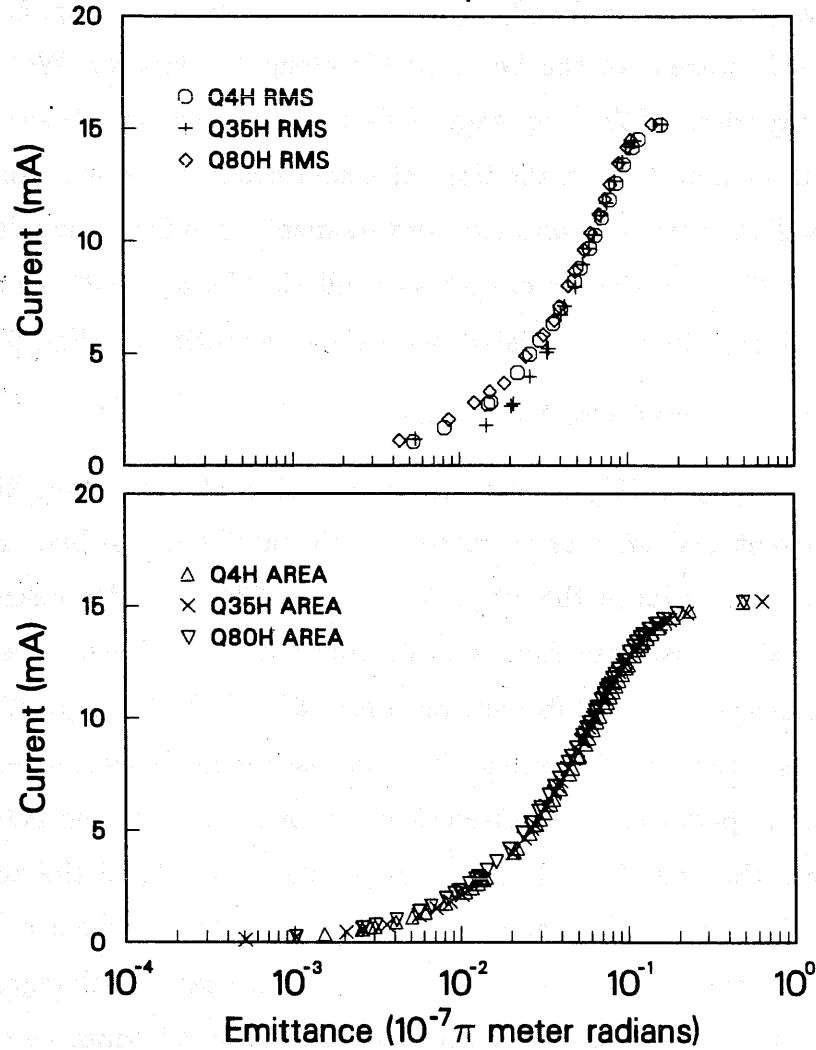 20
15
10
5
0
Current (mA)
Q4H RMS
Q35H RMS
Q80H RMS
20
15
10
5
0
Current (mA)
Q4H AREA
Q35H AREA
Q80H AREA
10⁻⁴ 10⁻³ 10⁻² 10⁻¹ 10⁰
Emittance (10⁻⁷π meter radians)